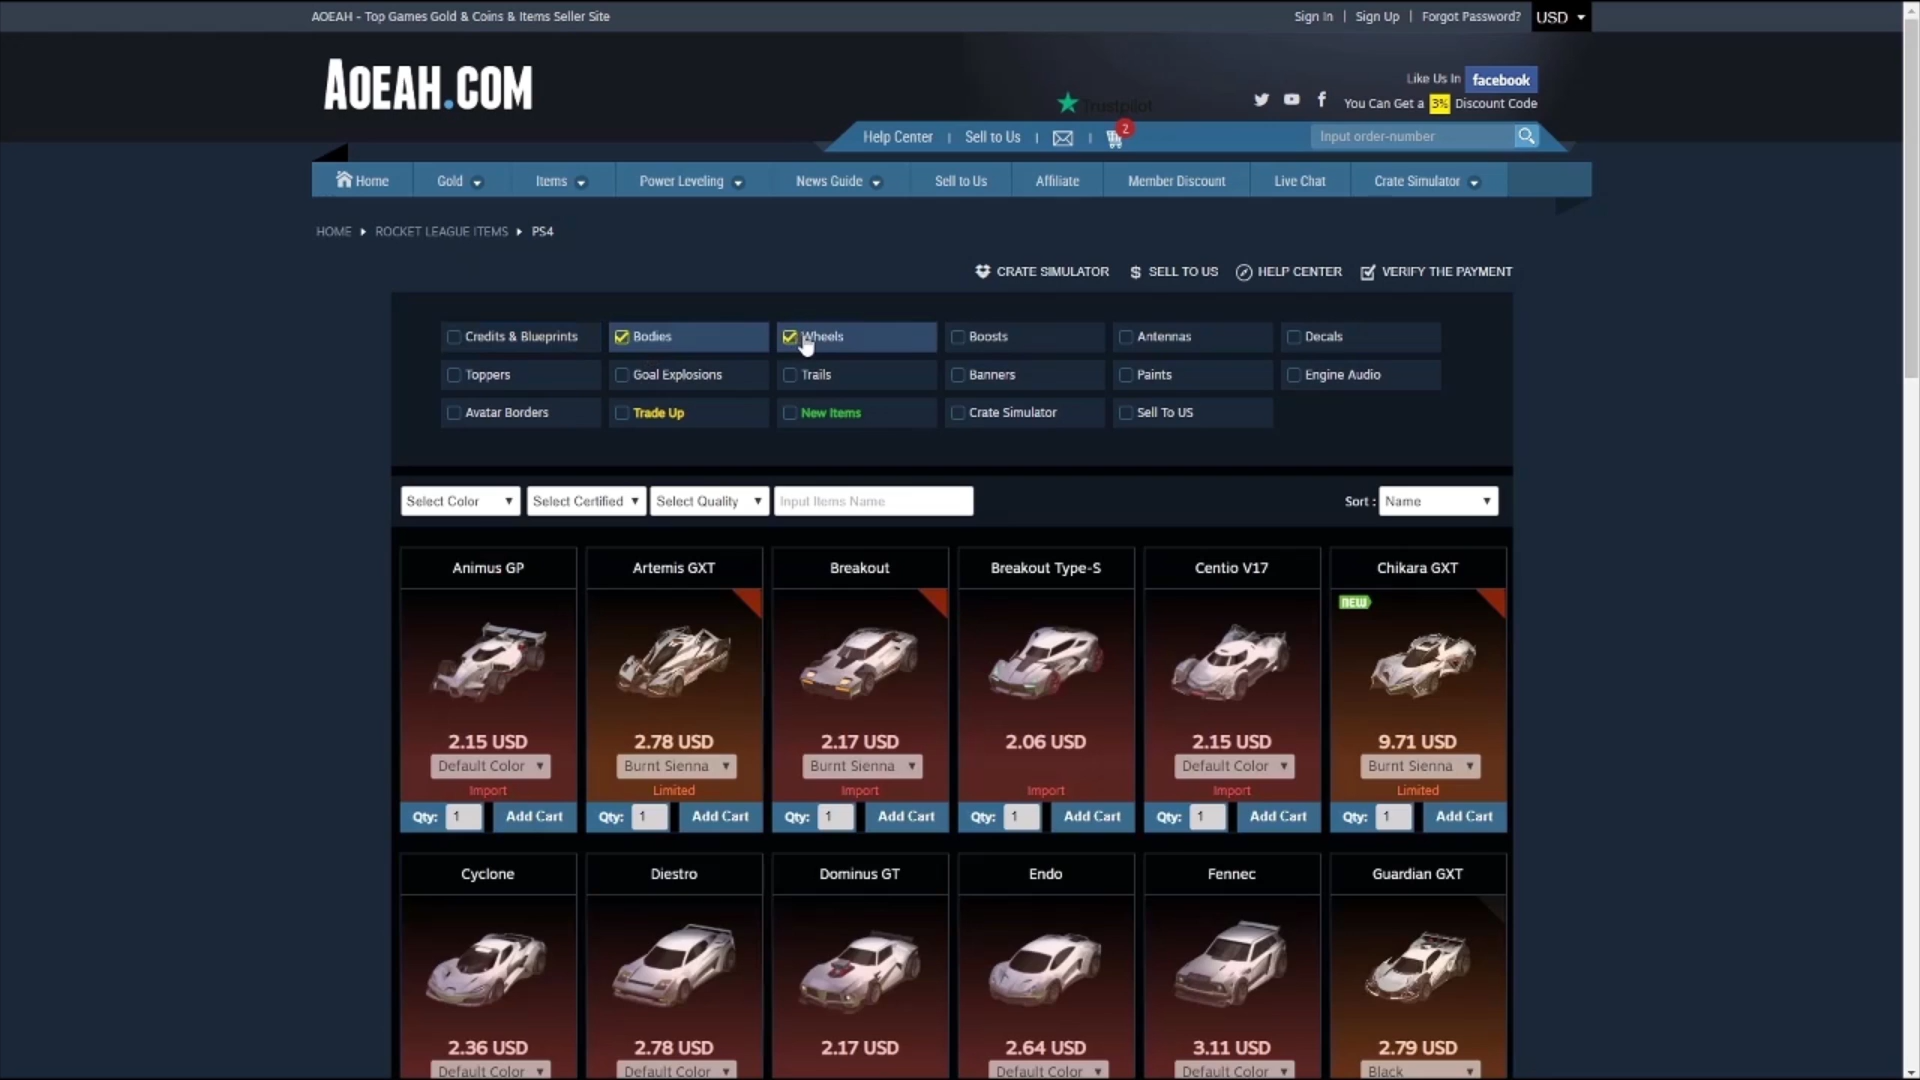 AOEAH - Top Games Gold & Coins & Items Seller Site
Sign In | Sign Up | Forgot Password? USD
AOEAH.COM
Like Us In facebook
Trustpilot
You Can Get a 3% Discount Code
Help Center | Sell to Us | | 2
Input order-number
Home Gold Items Power Leveling News Guide Sell to Us Affiliate Member Discount Live Chat Crate Simulator
HOME ROCKET LEAGUE ITEMS PS4
CRATE SIMULATOR $ SELL TO US HELP CENTER VERIFY THE PAYMENT
Credits & Blueprints Bodies Wheels Boosts Antennas Decals
Toppers Goal Explosions Trails Banners Paints Engine Audio
Avatar Borders Trade Up New Items Crate Simulator Sell To US
Select Color Select Certified Select Quality Input Items Name Sort : Name
Animus GP Artemis GXT Breakout Breakout Type-S Centio V17 Chikara GXT
NEW
2.15 USD 2.78 USD 2.17 USD 2.06 USD 2.15 USD 9.71 USD
Default Color Burnt Sienna Burnt Sienna Default Color Burnt Sienna
Import Limited Import Import Import Limited
Qty: 1 Add Cart Qty: 1 Add Cart Qty: 1 Add Cart Qty: 1 Add Cart Qty: 1 Add Cart Qty: 1 Add Cart
Cyclone Diestro Dominus GT Endo Fennec Guardian GXT
2.36 USD 2.78 USD 2.17 USD 2.64 USD 3.11 USD 2.79 USD
Default Color Default Color Default Color Default Color Black